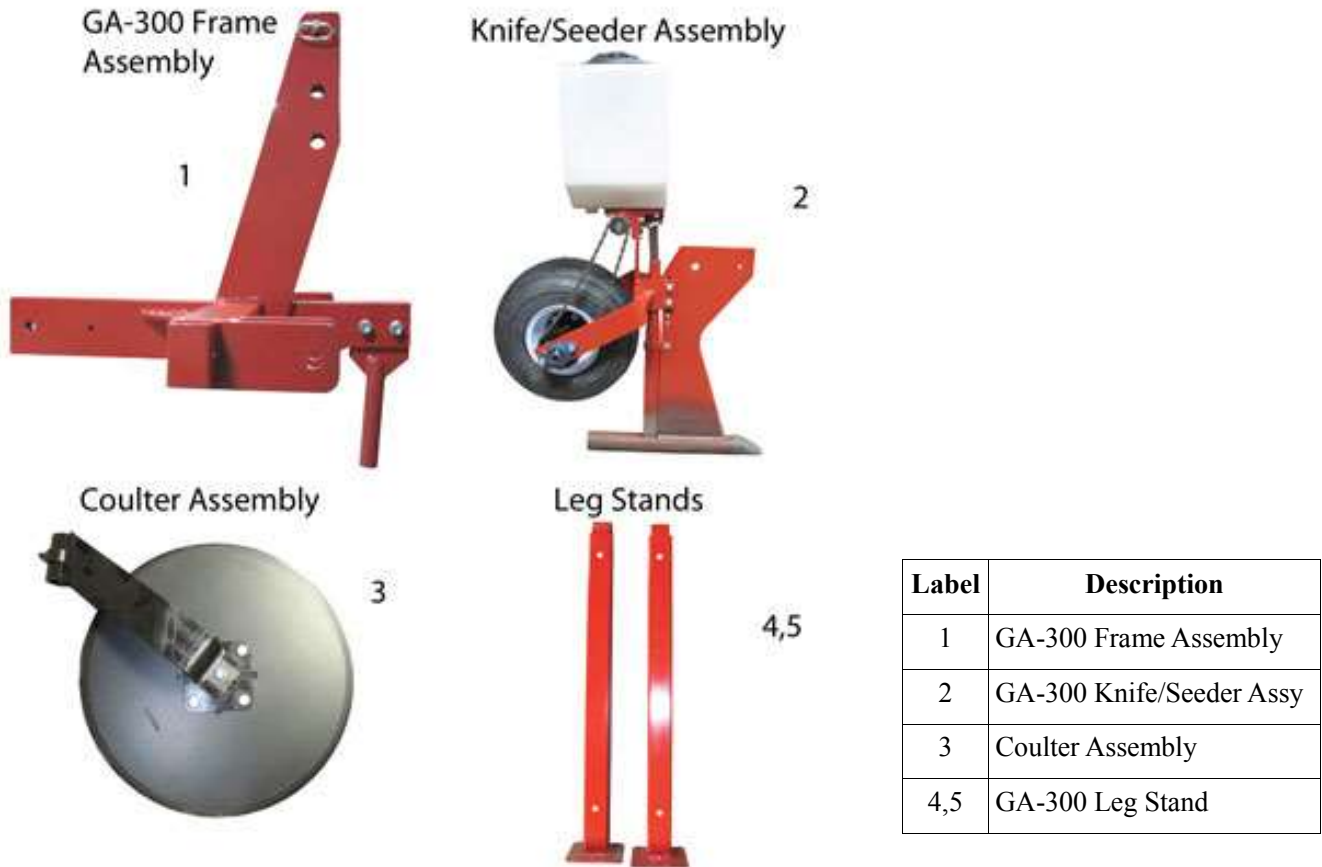 GA-300 Frame
Assembly
1
Knife/Seeder Assembly
2
Coulter Assembly
3
Leg Stands
4,5
Label Description
1 GA-300 Frame Assembly
2 GA-300 Knife/Seeder Assy
3 Coulter Assembly
4,5 GA-300 Leg Stand